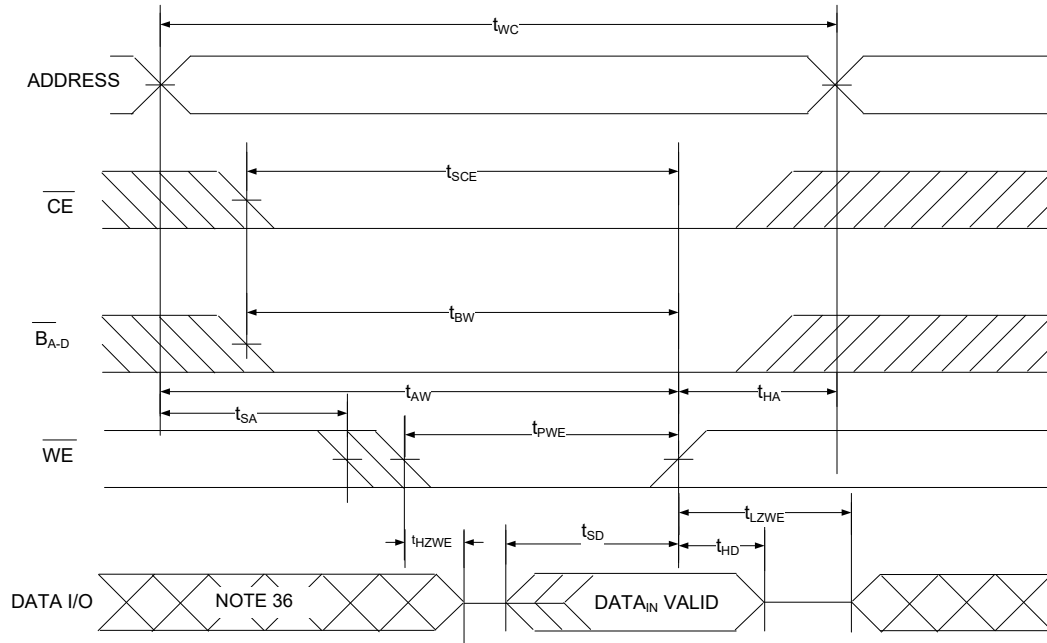 tWC
ADDRESS
tSCE
CE
tBW
BA-D
tAW
tHA
tSA
tPWE
WE
tLZWE
tSD
tHD
tHZWE
DATA I/O
NOTE 36
DATAIN VALID